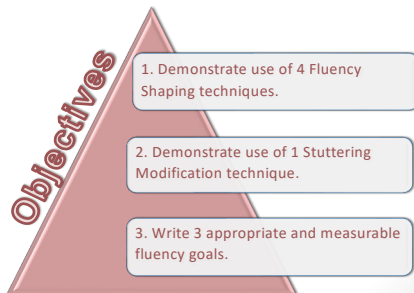 Objectives
1. Demonstrate use of 4 Fluency
Shaping techniques.
2. Demonstrate use of 1 Stuttering
Modification technique.
3. Write 3 appropriate and measurable
fluency goals.